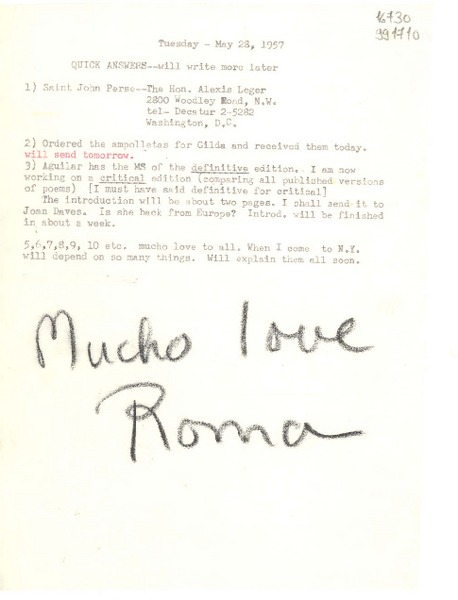 16730
991710
Tuesday - May 28, 1957
QUICK ANSWERS--will write more later
1) Saint John Perse--The Hon. Alexis Leger
2800 Woodley Road, N.W.
tel- Decatur 2-5282
Washington, D.C.
2) Ordered the ampolletas for Gilda and received them today.
will send tomorrow.
3) Aguilar has the MS of the definitive edition. I am now
working on a critical edition (comparing all published versions
of poems) [I must have said definitive for critical]
The introduction will be about two pages. I shall send it to
Joan Daves. Is she back from Europe? Introd. will be finished
in about a week.
5,6,7,8,9, 10 etc. mucho love to all. When I come to N.Y.
will depend on so many things. Will explain them all soon.
Mucho love
Roma